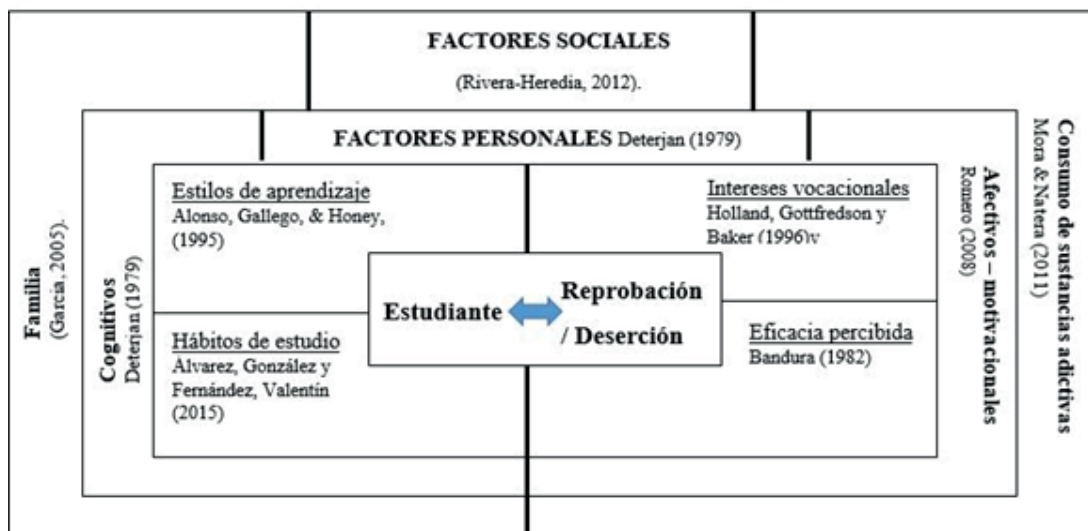 FACTORES SOCIALES
(Rivera-Heredia, 2012).
FACTORES PERSONALES Deterjan (1979)
Familia
(García, 2005).
Cognitivos
Deterjan (1979)
Estilos de aprendizaje
Alonso, Gallego, & Honey,
(1995)
Hábitos de estudio
Álvarez, González y
Fernández, Valentín
(2015)
Estudiante
Reprobación
/ Deserción
Intereses vocacionales
Holland, Gottfredson y
Baker (1996)y
Eficacia percibida
Bandura (1982)
Afectivos – motivacionales
Romero (2008)
Consumo de sustancias adictivas
Mora & Natera (2011)